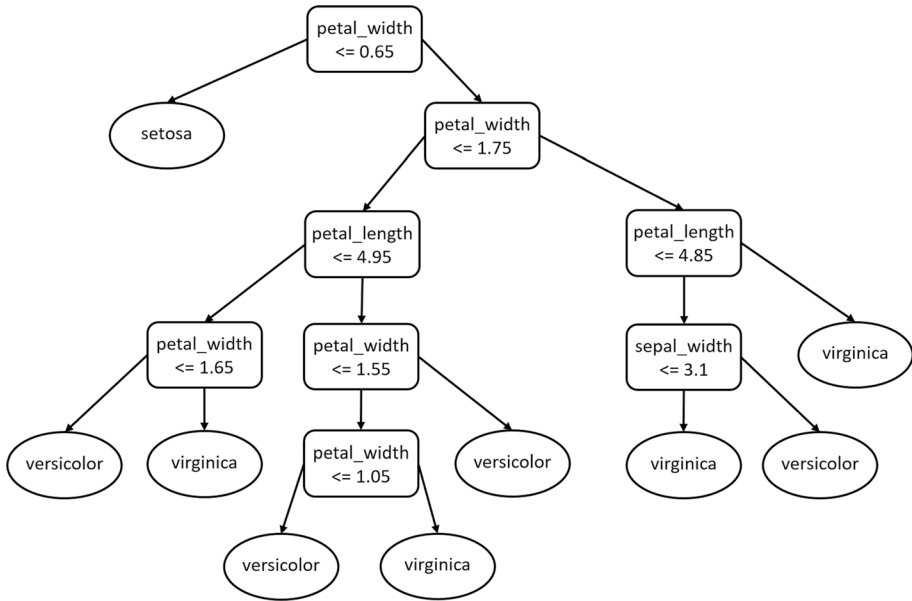 petal_width
<= 0.65
setosa
petal_width
<= 1.75
petal_length
<= 4.95
petal_length
<= 4.85
petal_width
<= 1.65
petal_width
<= 1.55
sepal_width
<= 3.1
virginica
versicolor
virginica
petal_width
<= 1.05
versicolor
virginica
versicolor
versicolor
virginica